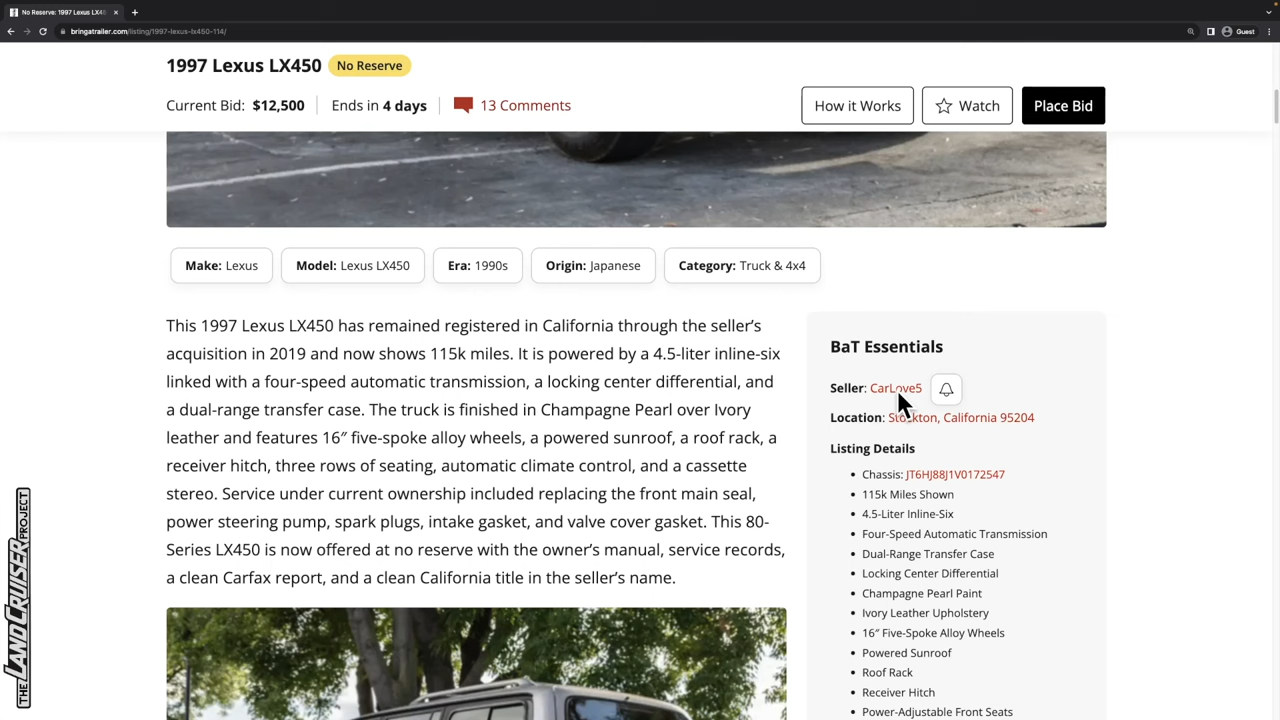 No Reserve: 1997 Lexus LX45
bringatrailer.com/listing/1997-lexus-lx450-114/
Guest
1997 Lexus LX450 No Reserve
Current Bid: $12,500 Ends in 4 days 13 Comments
How it Works Watch Place Bid
Make: Lexus Model: Lexus LX450 Era: 1990s Origin: Japanese Category: Truck & 4x4
This 1997 Lexus LX450 has remained registered in California through the seller’s
acquisition in 2019 and now shows 115k miles. It is powered by a 4.5-liter inline-six
linked with a four-speed automatic transmission, a locking center differential, and
a dual-range transfer case. The truck is finished in Champagne Pearl over Ivory
leather and features 16″ five-spoke alloy wheels, a powered sunroof, a roof rack, a
receiver hitch, three rows of seating, automatic climate control, and a cassette
stereo. Service under current ownership included replacing the front main seal,
power steering pump, spark plugs, intake gasket, and valve cover gasket. This 80-
Series LX450 is now offered at no reserve with the owner’s manual, service records,
a clean Carfax report, and a clean California title in the seller’s name.
BaT Essentials
Seller: CarLove5
Location: Stockton, California 95204
Listing Details
Chassis: JT6HJ88J1V0172547
115k Miles Shown
4.5-Liter Inline-Six
Four-Speed Automatic Transmission
Dual-Range Transfer Case
Locking Center Differential
Champagne Pearl Paint
Ivory Leather Upholstery
16″ Five-Spoke Alloy Wheels
Powered Sunroof
Roof Rack
Receiver Hitch
Power-Adjustable Front Seats
THE LAND CRUISER PROJECT